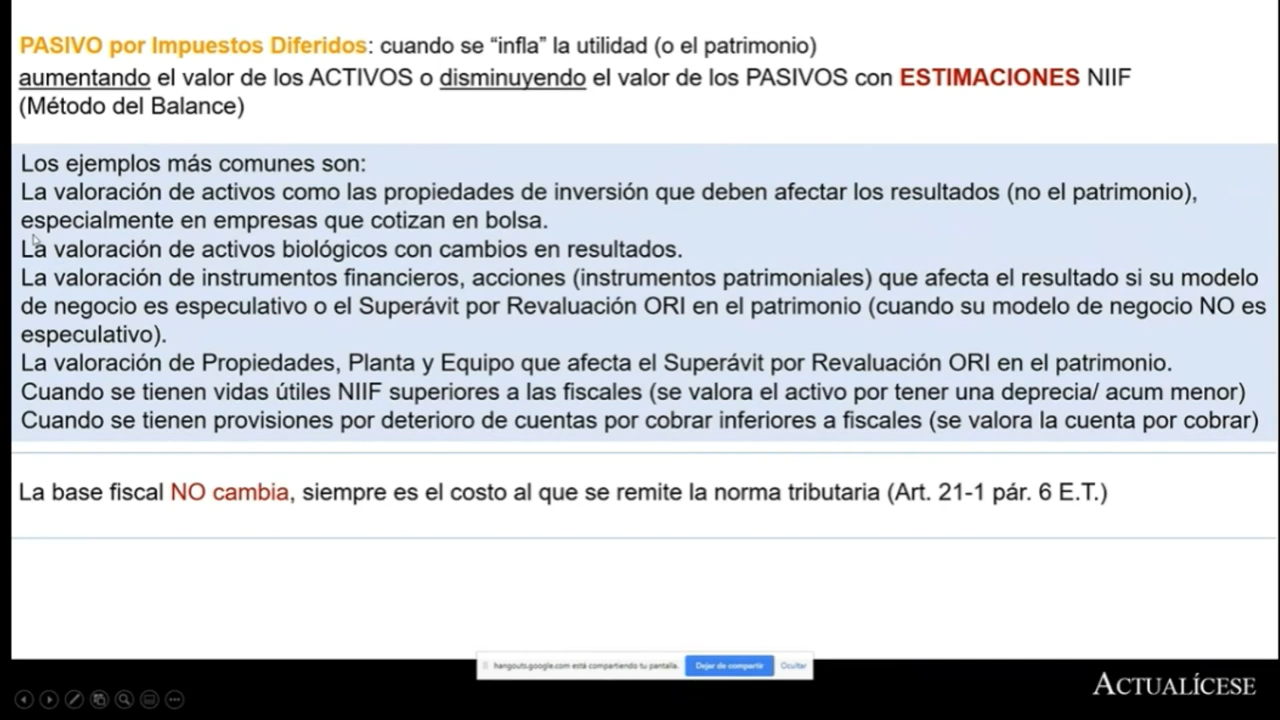 PASIVO por Impuestos Diferidos: cuando se “infla” la utilidad (o el patrimonio)
aumentando el valor de los ACTIVOS o disminuyendo el valor de los PASIVOS con ESTIMACIONES NIIF
(Método del Balance)
Los ejemplos más comunes son:
La valoración de activos como las propiedades de inversión que deben afectar los resultados (no el patrimonio),
especialmente en empresas que cotizan en bolsa.
La valoración de activos biológicos con cambios en resultados.
La valoración de instrumentos financieros, acciones (instrumentos patrimoniales) que afecta el resultado si su modelo
de negocio es especulativo o el Superávit por Revaluación ORI en el patrimonio (cuando su modelo de negocio NO es
especulativo).
La valoración de Propiedades, Planta y Equipo que afecta el Superávit por Revaluación ORI en el patrimonio.
Cuando se tienen vidas útiles NIIF superiores a las fiscales (se valora el activo por tener una deprecia/ acum menor)
Cuando se tienen provisiones por deterioro de cuentas por cobrar inferiores a fiscales (se valora la cuenta por cobrar)
La base fiscal NO cambia, siempre es el costo al que se remite la norma tributaria (Art. 21-1 pár. 6 E.T.)
hangouts.google.com está compartiendo tu pantalla. Dejar de compartir Ocultar
ACTUALÍCESE